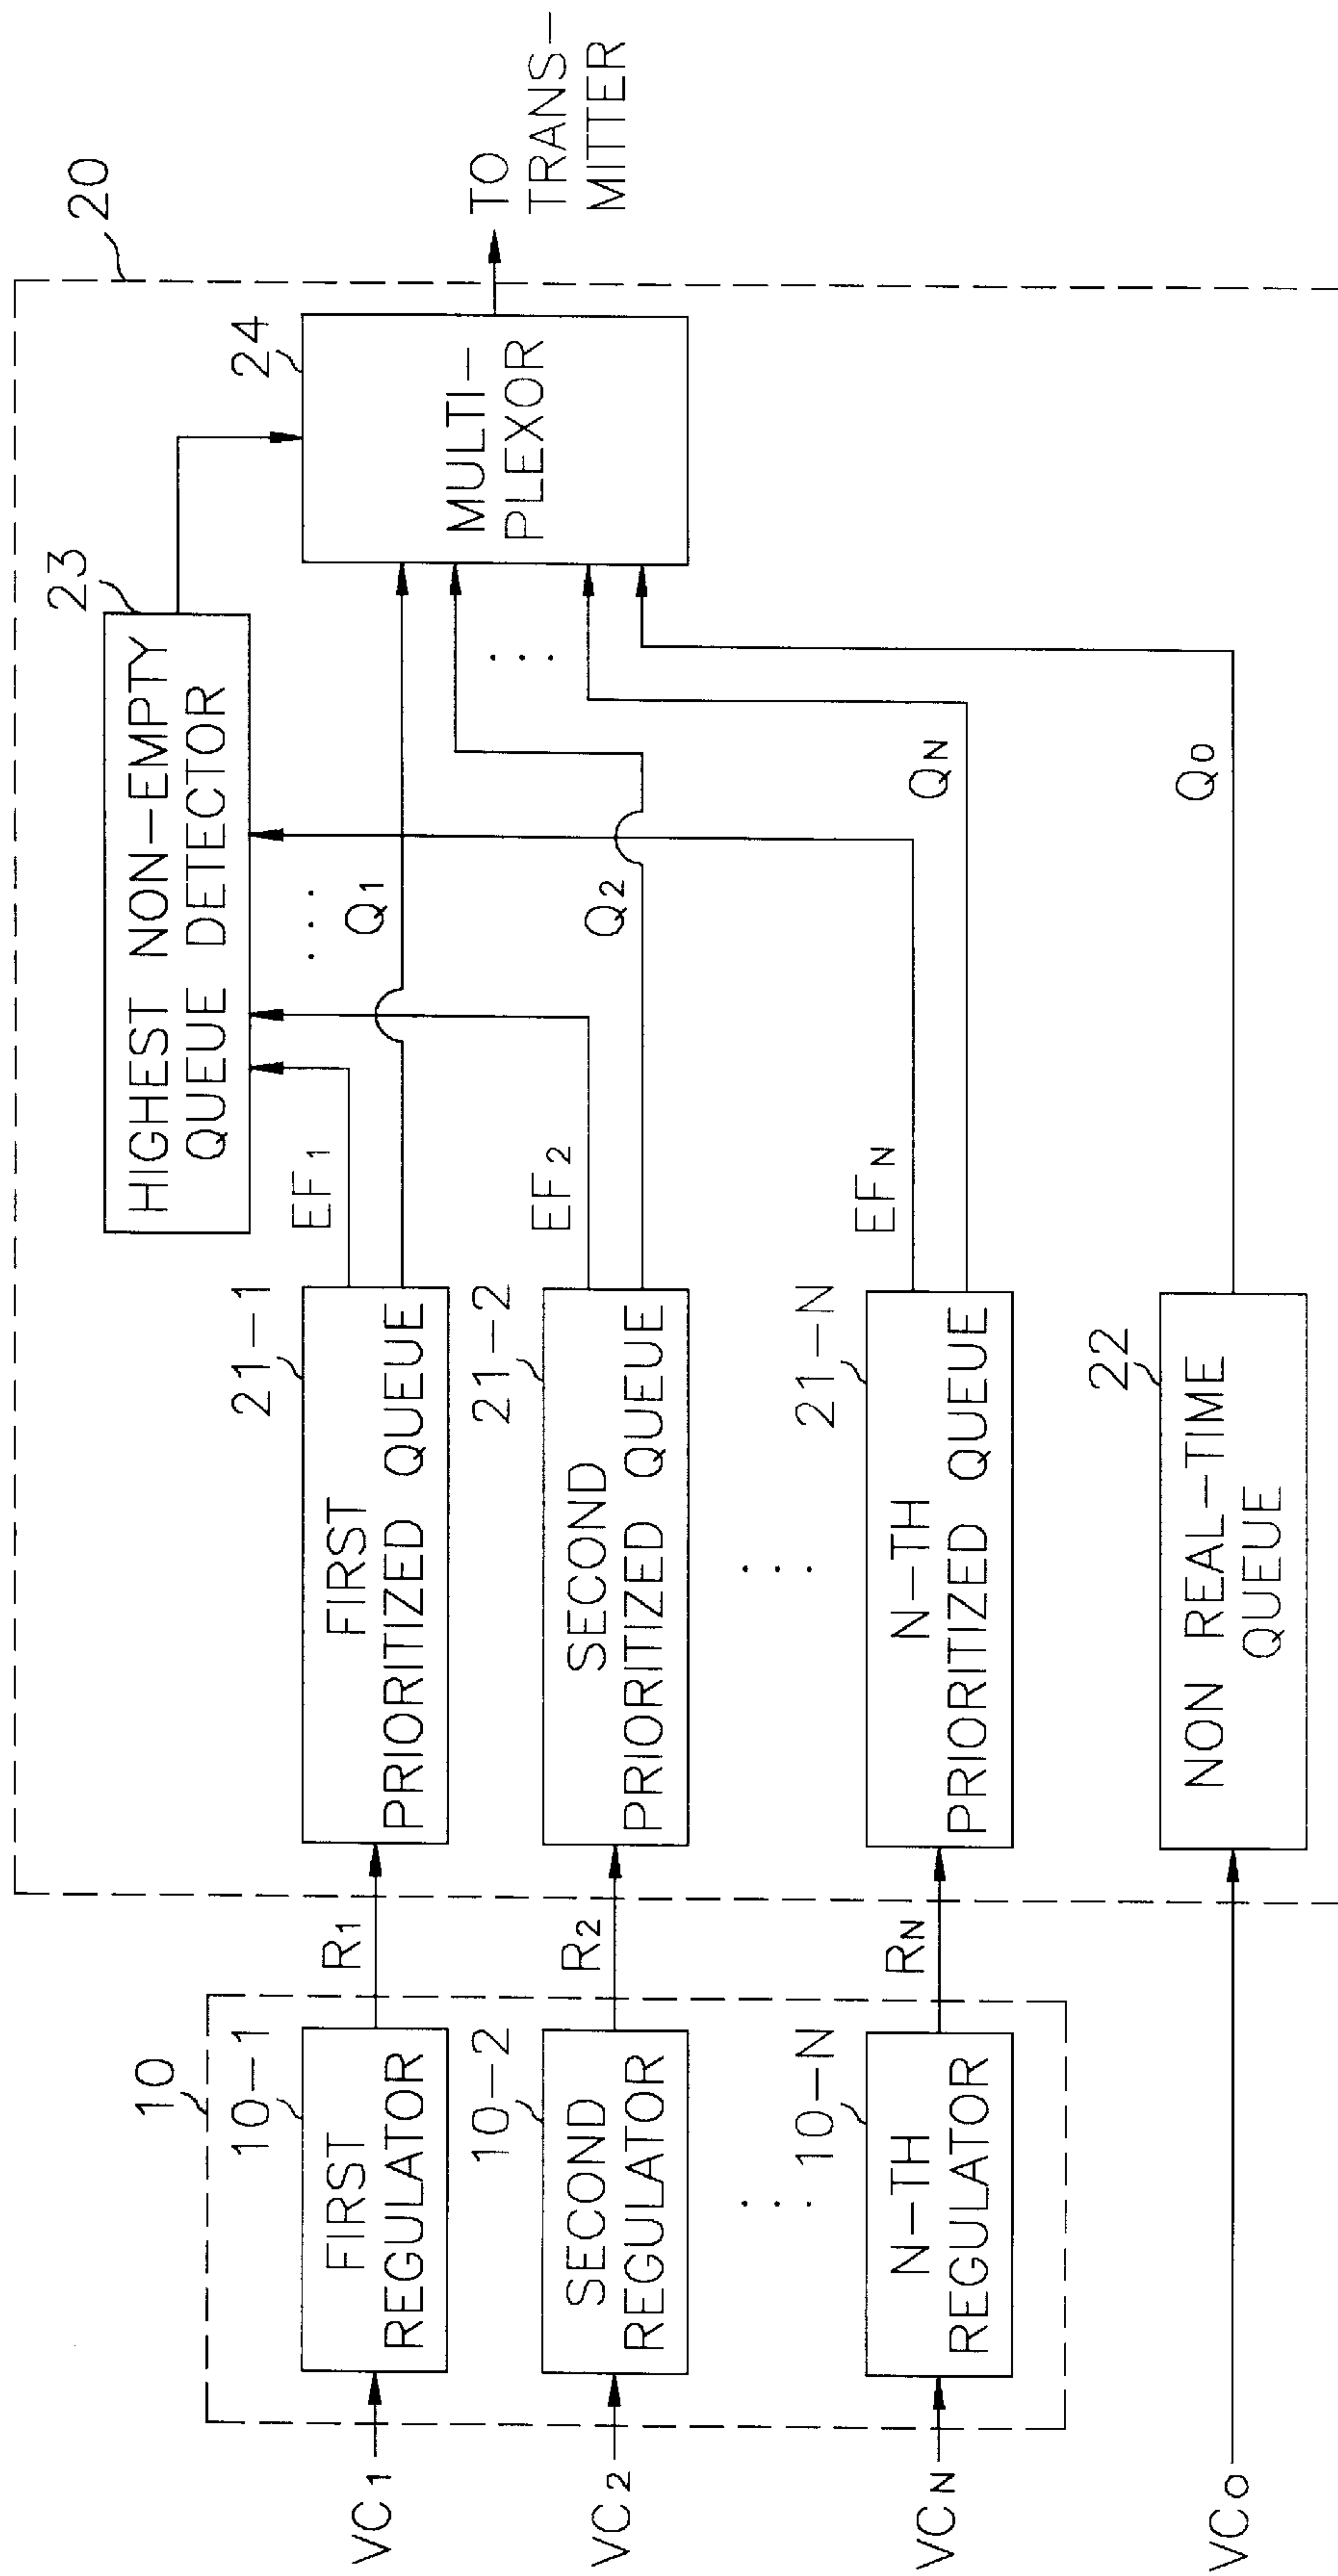 20
23
HIGHEST NON-EMPTY
QUEUE DETECTOR
24
MULTI-
PLEXOR
TO
TRANS-
MITTER
10
10-1
FIRST
REGULATOR
VC1
R1
21-1
FIRST
PRIORITIZED QUEUE
EF1
Q1
...
10-2
SECOND
REGULATOR
VC2
R2
21-2
SECOND
PRIORITIZED QUEUE
EF2
Q2
...
...
...
10-N
N-TH
REGULATOR
VCN
RN
21-N
N-TH
PRIORITIZED QUEUE
EFN
QN
VC0
22
NON REAL-TIME
QUEUE
Q0